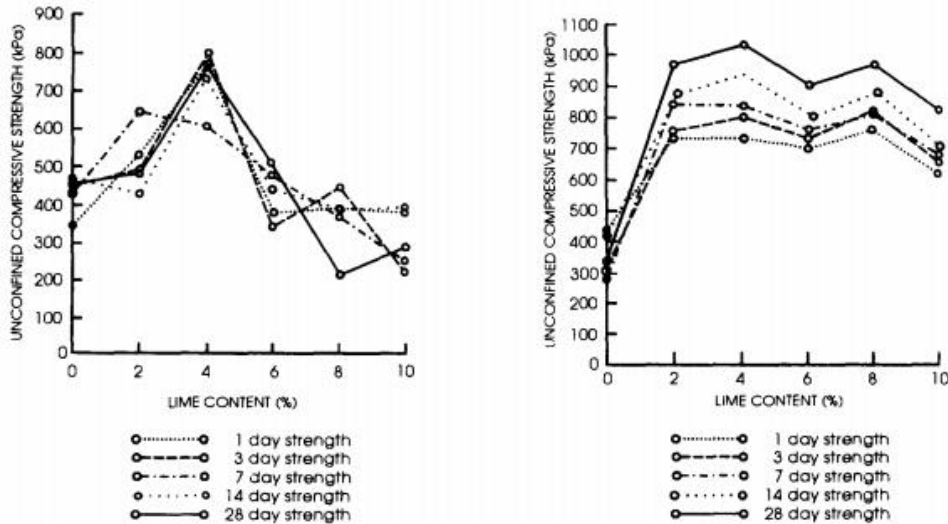 UNCONFINED COMPRESSIVE STRENGTH (kPa)
900
800
700
600
500
400
300
200
100
0
0 2 4 6 8 10
LIME CONTENT (%)
1 day strength
3 day strength
7 day strength
14 day strength
28 day strength
UNCONFINED COMPRESSIVE STRENGTH (kPa)
1100
1000
900
800
700
600
500
400
300
200
100
0
0 2 4 6 8 10
LIME CONTENT (%)
1 day strength
3 day strength
7 day strength
14 day strength
28 day strength